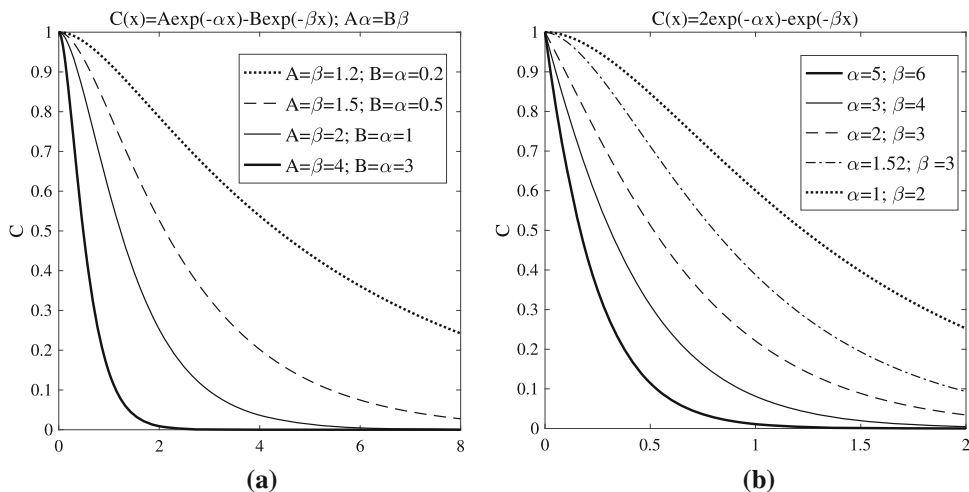 C(x)=Aexp(-αx)-Bexp(-βx); Aα=Bβ
1
0.9
0.8
0.7
0.6
0.5
0.4
0.3
0.2
0.1
0
C
A=β=1.2; B=α=0.2
A=β=1.5; B=α=0.5
A=β=2; B=α=1
A=β=4; B=α=3
0 2 4 6 8
(a)
C(x)=2exp(-αx)-exp(-βx)
1
0.9
0.8
0.7
0.6
0.5
0.4
0.3
0.2
0.1
0
C
α=5; β=6
α=3; β=4
α=2; β=3
α=1.52; β =3
α=1; β=2
0 0.5 1 1.5 2
(b)